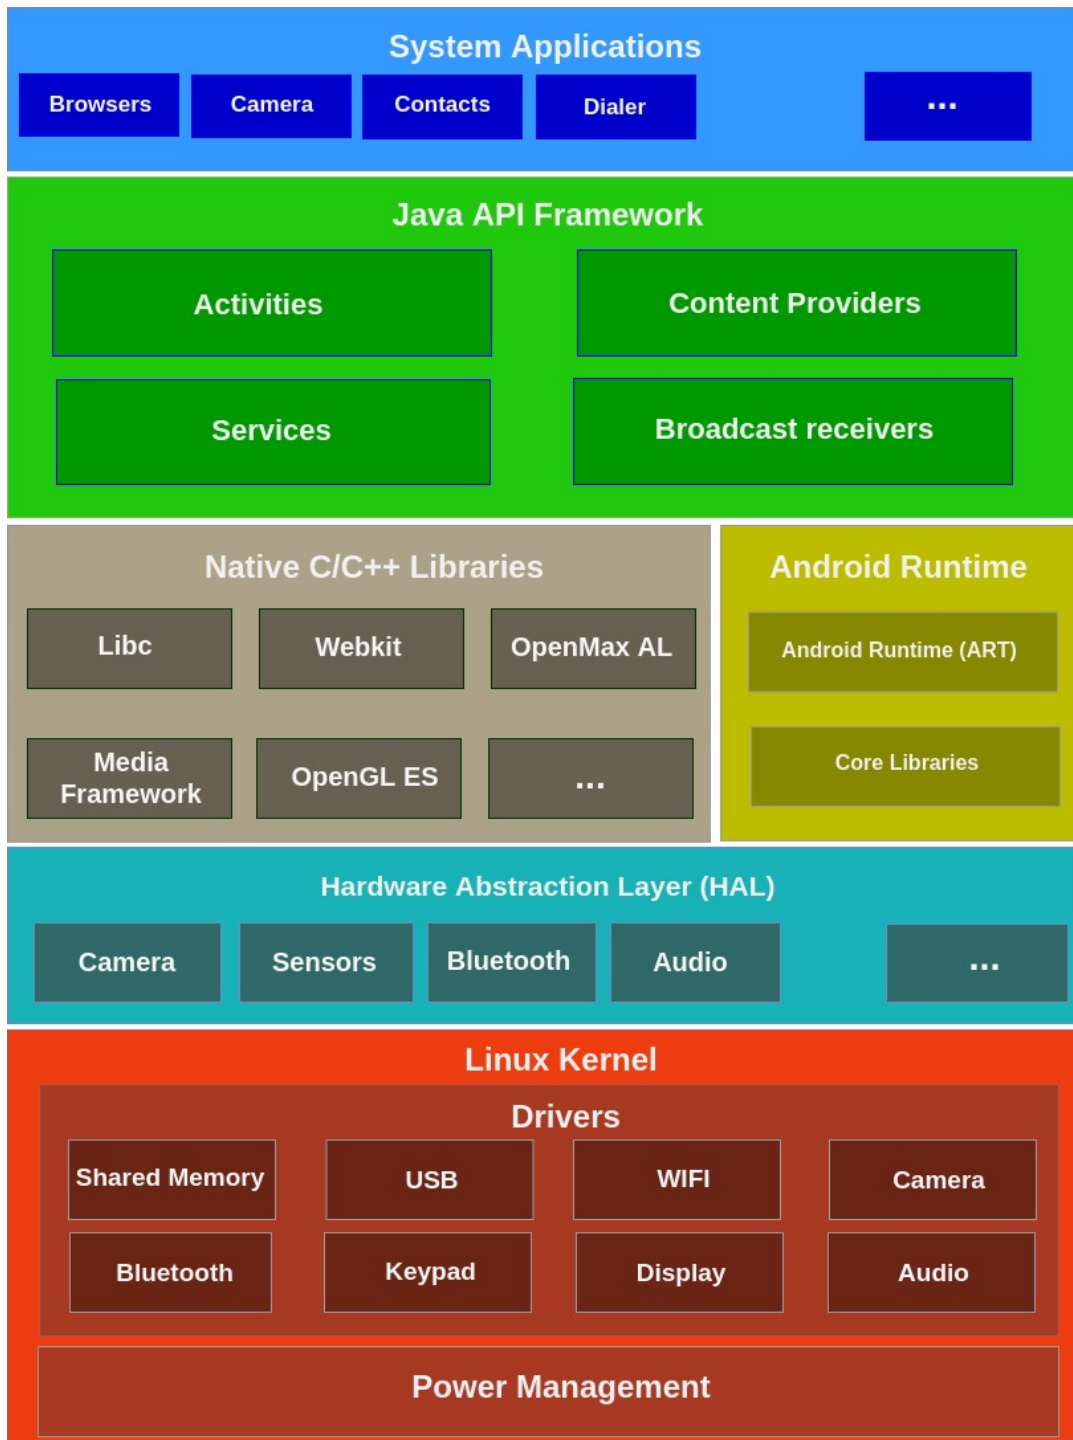 System Applications
Browsers
Camera
Contacts
Dialer
...
Java API Framework
Activities
Content Providers
Services
Broadcast receivers
Native C/C++ Libraries
Libc
Webkit
OpenMax AL
Media
Framework
OpenGL ES
...
Android Runtime
Android Runtime (ART)
Core Libraries
Hardware Abstraction Layer (HAL)
Camera
Sensors
Bluetooth
Audio
...
Linux Kernel
Drivers
Shared Memory
USB
WIFI
Camera
Bluetooth
Keypad
Display
Audio
Power Management